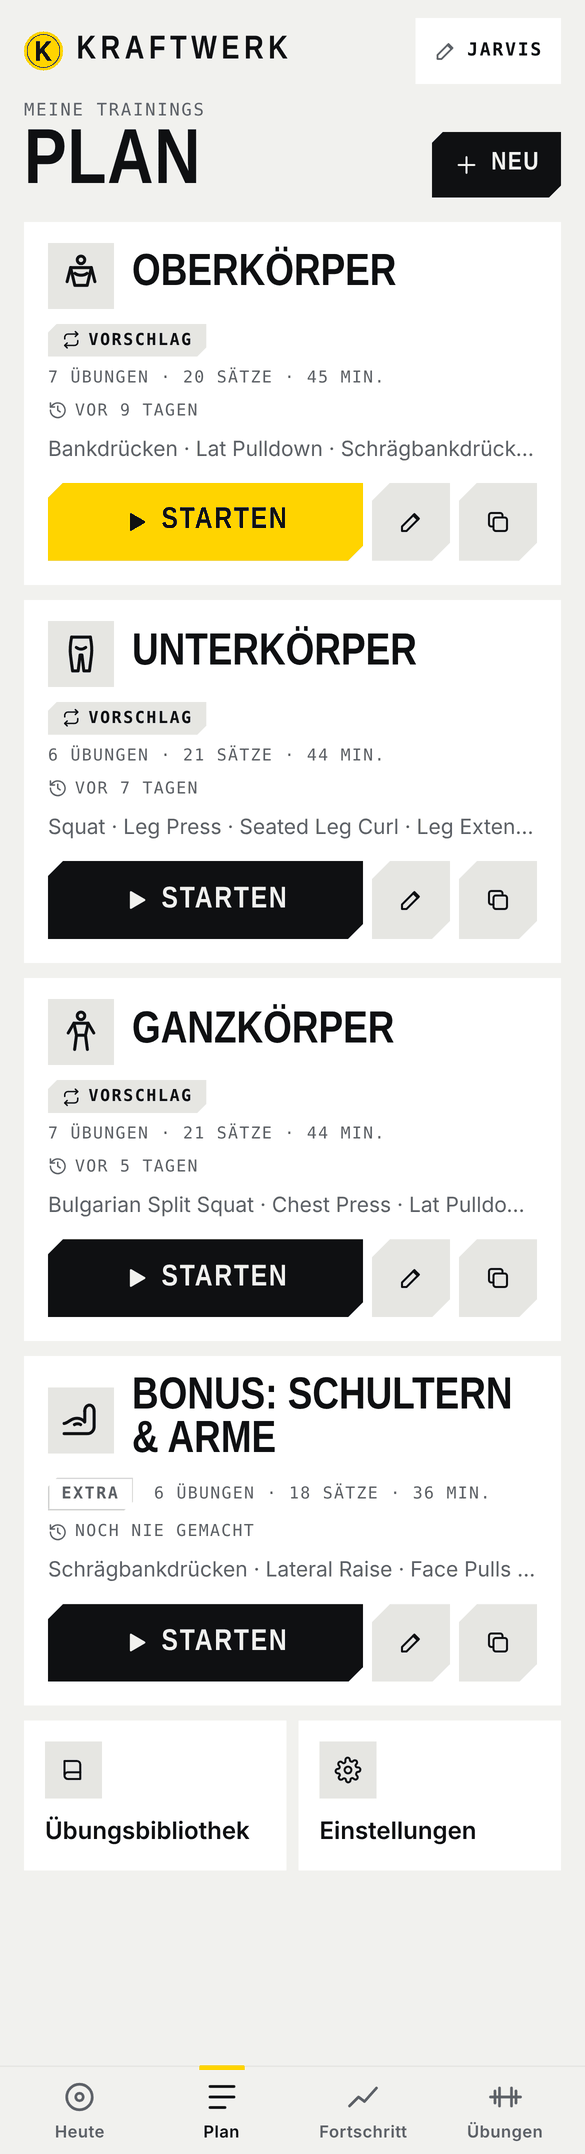 K KRAFTWERK
JARVIS
MEINE TRAININGS
PLAN
+ NEU
OBERKÖRPER
VORSCHLAG
7 ÜBUNGEN · 20 SÄTZE · 45 MIN.
VOR 9 TAGEN
Bankdrücken · Lat Pulldown · Schrägbankdrück...
STARTEN
UNTERKÖRPER
VORSCHLAG
6 ÜBUNGEN · 21 SÄTZE · 44 MIN.
VOR 7 TAGEN
Squat · Leg Press · Seated Leg Curl · Leg Exten...
STARTEN
GANZKÖRPER
VORSCHLAG
7 ÜBUNGEN · 21 SÄTZE · 44 MIN.
VOR 5 TAGEN
Bulgarian Split Squat · Chest Press · Lat Pulldo...
STARTEN
BONUS: SCHULTERN
& ARME
EXTRA 6 ÜBUNGEN · 18 SÄTZE · 36 MIN.
NOCH NIE GEMACHT
Schrägbankdrücken · Lateral Raise · Face Pulls ...
STARTEN
Übungsbibliothek
Einstellungen
Heute
Plan
Fortschritt
Übungen